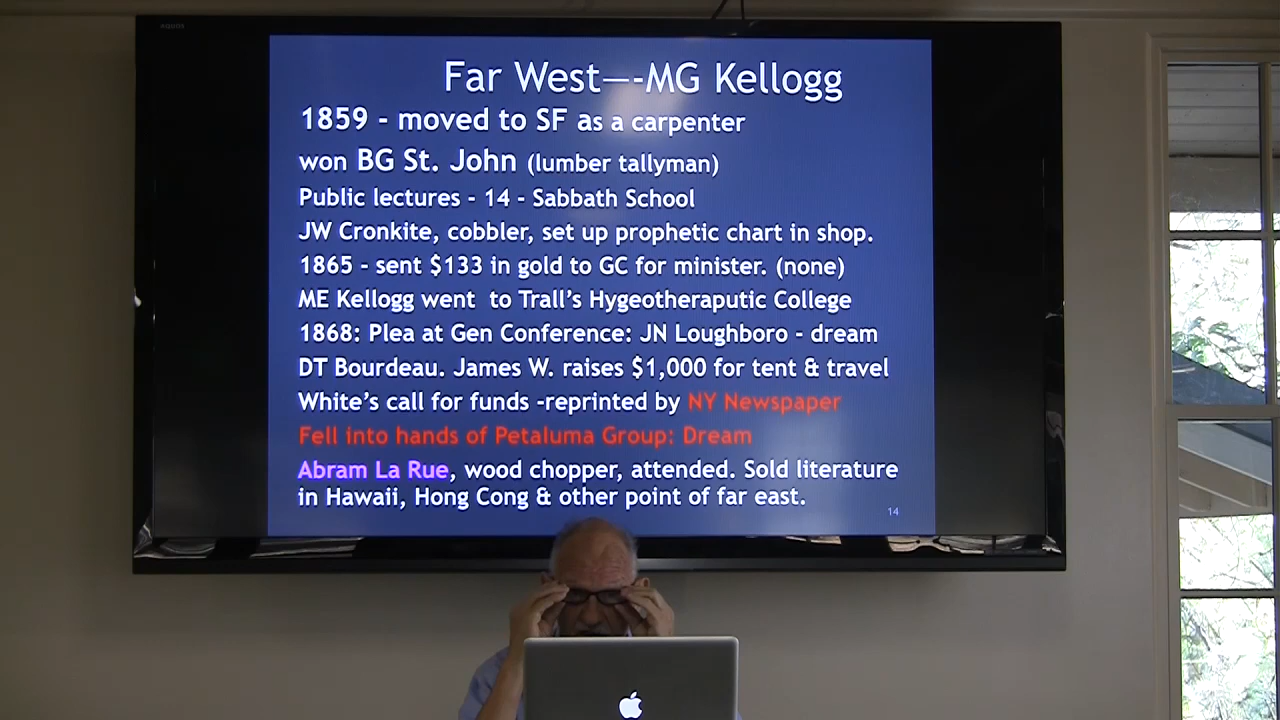 Far West—-MG Kellogg
1859 - moved to SF as a carpenter
won BG St. John (lumber tallyman)
Public lectures - 14 - Sabbath School
JW Cronkite, cobbler, set up prophetic chart in shop.
1865 - sent $133 in gold to GC for minister. (none)
ME Kellogg went  to Trall's Hygeotheraputic College
1868: Plea at Gen Conference: JN Loughboro - dream
DT Bourdeau. James W. raises $1,000 for tent & travel
White's call for funds -reprinted by NY Newspaper
Fell into hands of Petaluma Group: Dream
Abram La Rue, wood chopper, attended. Sold literature
in Hawaii, Hong Cong & other point of far east.
14